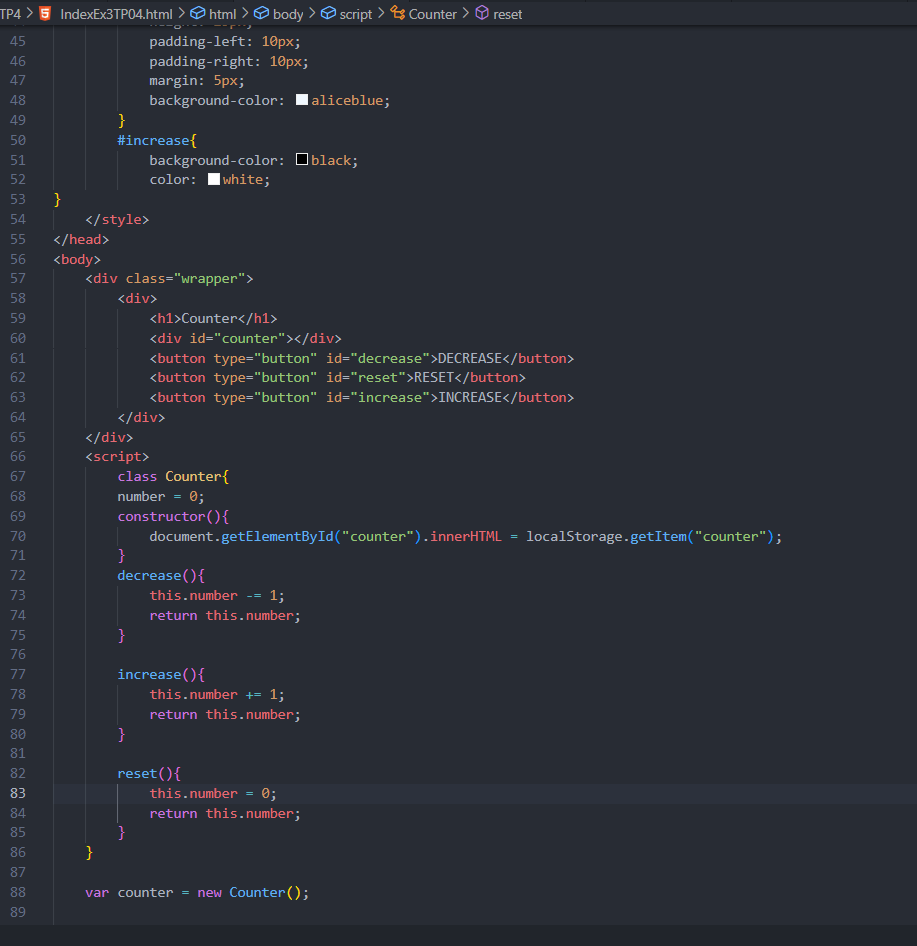 TP4 > IndexEx3TP04.html > html > body > script > Counter > reset
45 padding-left: 10px;
46 padding-right: 10px;
47 margin: 5px;
48 background-color: aliceblue;
49 }
50 #increase{
51 background-color: black;
52 color: white;
53 }
54 </style>
55 </head>
56 <body>
57 <div class="wrapper">
58 <div>
59 <h1>Counter</h1>
60 <div id="counter"></div>
61 <button type="button" id="decrease">DECREASE</button>
62 <button type="button" id="reset">RESET</button>
63 <button type="button" id="increase">INCREASE</button>
64 </div>
65 </div>
66 <script>
67 class Counter{
68 number = 0;
69 constructor(){
70 document.getElementById("counter").innerHTML = localStorage.getItem("counter");
71 }
72 decrease(){
73 this.number -= 1;
74 return this.number;
75 }
76
77 increase(){
78 this.number += 1;
79 return this.number;
80 }
81
82 reset(){
83 this.number = 0;
84 return this.number;
85 }
86 }
87
88 var counter = new Counter();
89